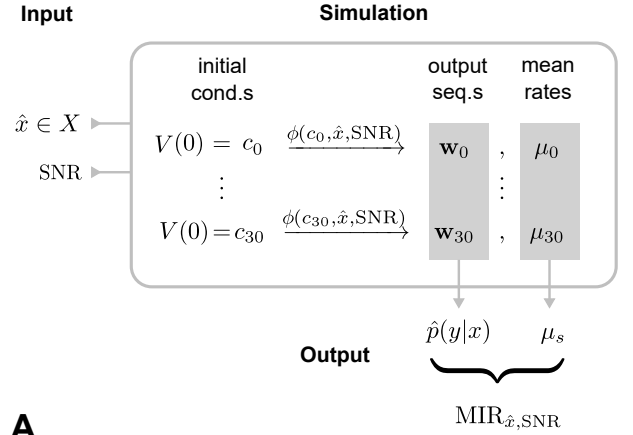 Input Simulation
initial output mean
cond.s seq.s rates
x̂ ∈ X
V(0) = c₀ ϕ(c₀,x̂,SNR) w₀ , μ₀
SNR
⋮ ⋮
V(0)=c₃₀ ϕ(c₃₀,x̂,SNR) w₃₀ , μ₃₀
p̂(y|x) μₛ
Output
MIR x̂,SNR
A